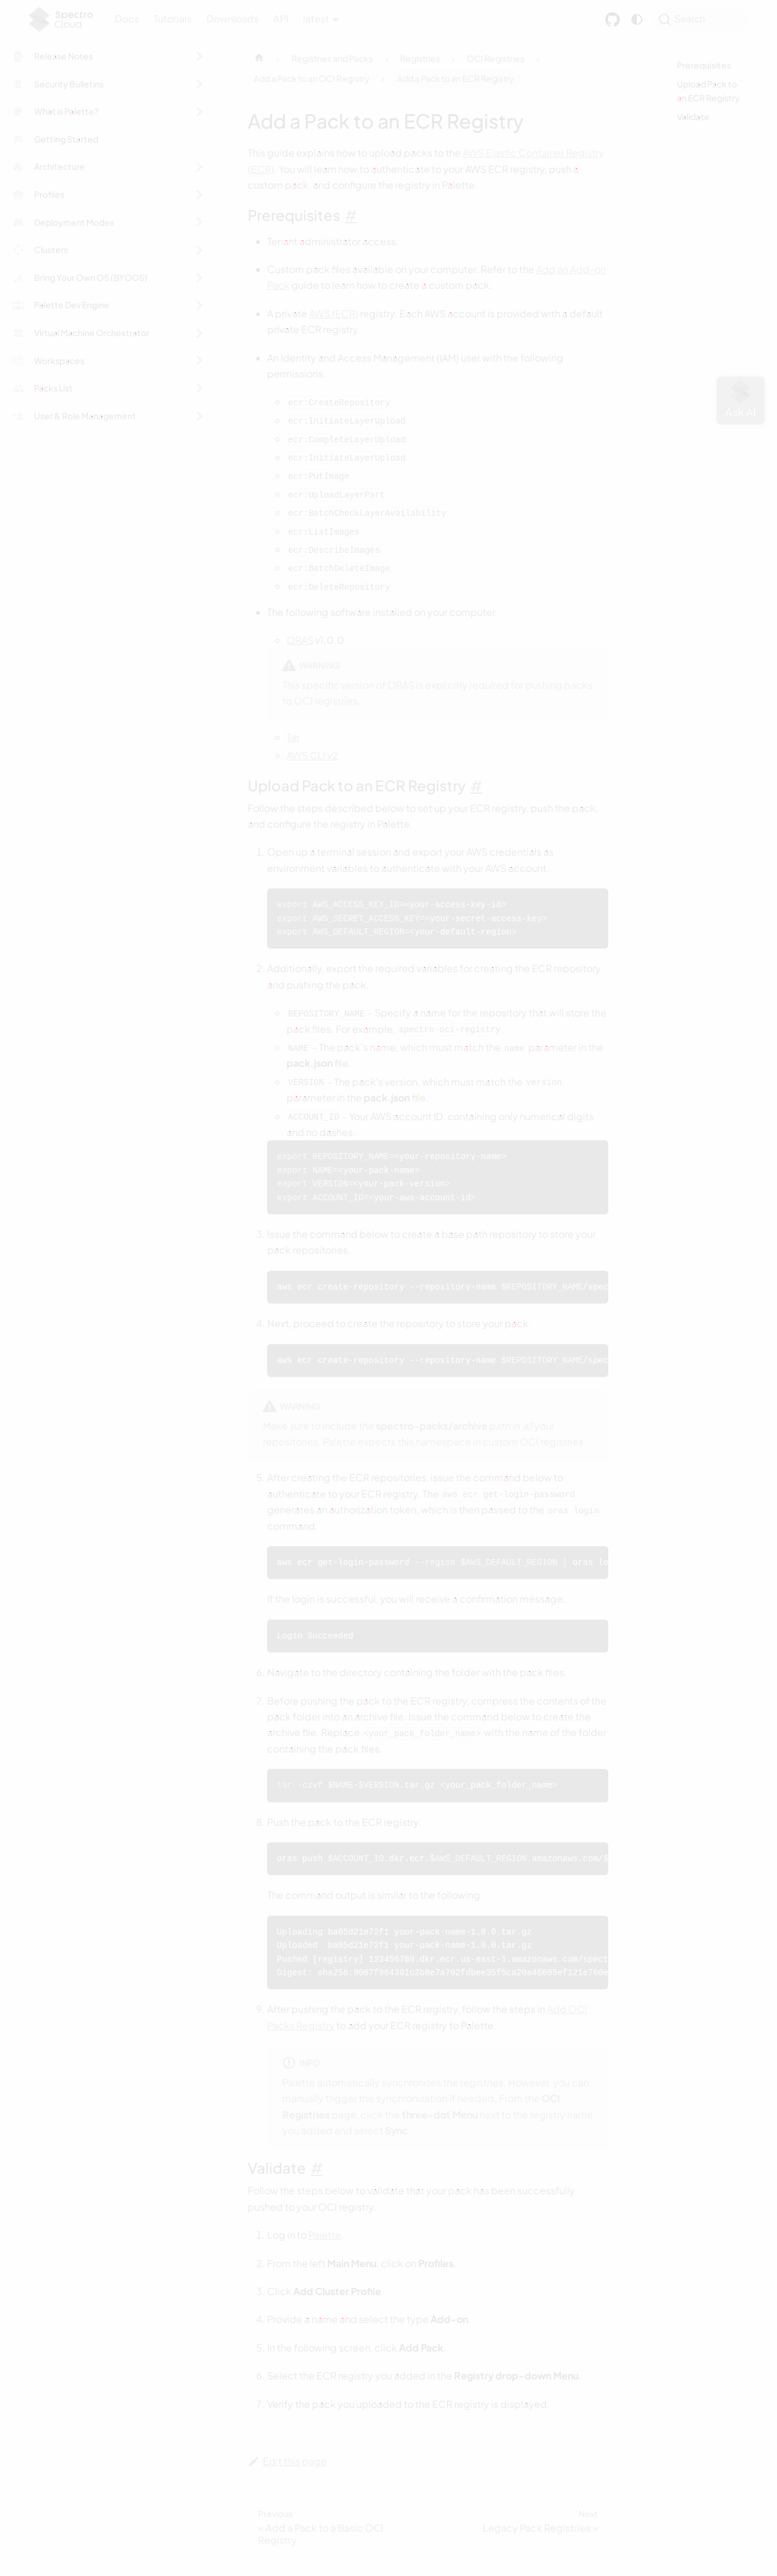 Spectro
Cloud
Docs
Tutorials
Downloads
API
latest
Search
Release Notes
Security Bulletins
What is Palette?
Getting Started
Architecture
Profiles
Deployment Modes
Clusters
Bring Your Own OS (BYOOS)
Palette Dev Engine
Virtual Machine Orchestrator
Workspaces
Packs List
User & Role Management
Registries and Packs
Registries
OCI Registries
Add a Pack to an OCI Registry
Add a Pack to an ECR Registry
Prerequisites
Upload Pack to
an ECR Registry
Validate
Ask AI
Add a Pack to an ECR Registry
This guide explains how to upload packs to the AWS Elastic Container Registry
(ECR). You will learn how to authenticate to your AWS ECR registry, push a
custom pack, and configure the registry in Palette.
Prerequisites #
Tenant administrator access.
Custom pack files available on your computer. Refer to the Add an Add-on
Pack guide to learn how to create a custom pack.
A private AWS(ECR) registry. Each AWS account is provided with a default
private ECR registry.
An Identity and Access Management (IAM) user with the following
permissions.
ecr:CreateRepository
ecr:InitiateLayerUpload
ecr:CompleteLayerUpload
ecr:InitiateLayerUpload
ecr:PutImage
ecr:UploadLayerPart
ecr:BatchCheckLayerAvailability
ecr:ListImages
ecr:DescribeImages
ecr:BatchDeleteImage
ecr:DeleteRepository
The following software installed on your computer:
ORAS v1.0.0
WARNING
This specific version of ORAS is explicitly required for pushing packs
to OCI registries.
Tar
AWS CLI v2
Upload Pack to an ECR Registry #
Follow the steps described below to set up your ECR registry, push the pack,
and configure the registry in Palette.
1. Open up a terminal session and export your AWS credentials as
environment variables to authenticate with your AWS account.
export AWS_ACCESS_KEY_ID=<your-access-key-id>
export AWS_SECRET_ACCESS_KEY=<your-secret-access-key>
export AWS_DEFAULT_REGION=<your-default-region>
2. Additionally, export the required variables for creating the ECR repository
and pushing the pack.
REPOSITORY_NAME – Specify a name for the repository that will store the
pack files. For example, spectro-oci-registry.
NAME – The pack's name, which must match the name parameter in the
pack.json file.
VERSION – The pack's version, which must match the version
parameter in the pack.json file.
ACCOUNT_ID – Your AWS account ID, containing only numerical digits
and no dashes.
export REPOSITORY_NAME=<your-repository-name>
export NAME=<your-pack-name>
export VERSION=<your-pack-version>
export ACCOUNT_ID=<your-aws-account-id>
3. Issue the command below to create a base path repository to store your
pack repositories.
aws ecr create-repository --repository-name $REPOSITORY_NAME/spec
4. Next, proceed to create the repository to store your pack.
aws ecr create-repository --repository-name $REPOSITORY_NAME/spec
WARNING
Make sure to include the spectro-packs/archive path in all your
repositories. Palette expects this namespace in custom OCI registries.
5. After creating the ECR repositories, issue the command below to
authenticate to your ECR registry. The aws ecr get-login-password
generates an authorization token, which is then passed to the oras login
command.
aws ecr get-login-password --region $AWS_DEFAULT_REGION | oras lo
If the login is successful, you will receive a confirmation message.
Login Succeeded
6. Navigate to the directory containing the folder with the pack files.
7. Before pushing the pack to the ECR registry, compress the contents of the
pack folder into an archive file. Issue the command below to create the
archive file. Replace <your_pack_folder_name> with the name of the folder
containing the pack files.
tar -czvf $NAME-$VERSION.tar.gz <your_pack_folder_name>
8. Push the pack to the ECR registry.
oras push $ACCOUNT_ID.dkr.ecr.$AWS_DEFAULT_REGION.amazonaws.com/$
The command output is similar to the following.
your-pack-name-1.0.0.tar.gz
your-pack-name-1.0.0.tar.gz
Pushed [registry]
9. After pushing the pack to the ECR registry, follow the steps in Add OCI
Packs Registry to add your ECR registry to Palette.
INFO
Palette automatically synchronizes the registries. However, you can
manually trigger the synchronization if needed. From the OCI
Registries page, click the three-dot Menu next to the registry name
you added and select Sync.
Validate #
Follow the steps below to validate that your pack has been successfully
pushed to your OCI registry.
1. Log in to Palette.
2. From the left Main Menu, click on Profiles.
3. Click Add Cluster Profile.
4. Provide a name and select the type Add-on.
5. In the following screen, click Add Pack.
6. Select the ECR registry you added in the Registry drop-down Menu.
7. Verify the pack you uploaded to the ECR registry is displayed.
Edit this page
Previous
« Add a Pack to a Basic OCI
Registry
Next
Legacy Pack Registries »